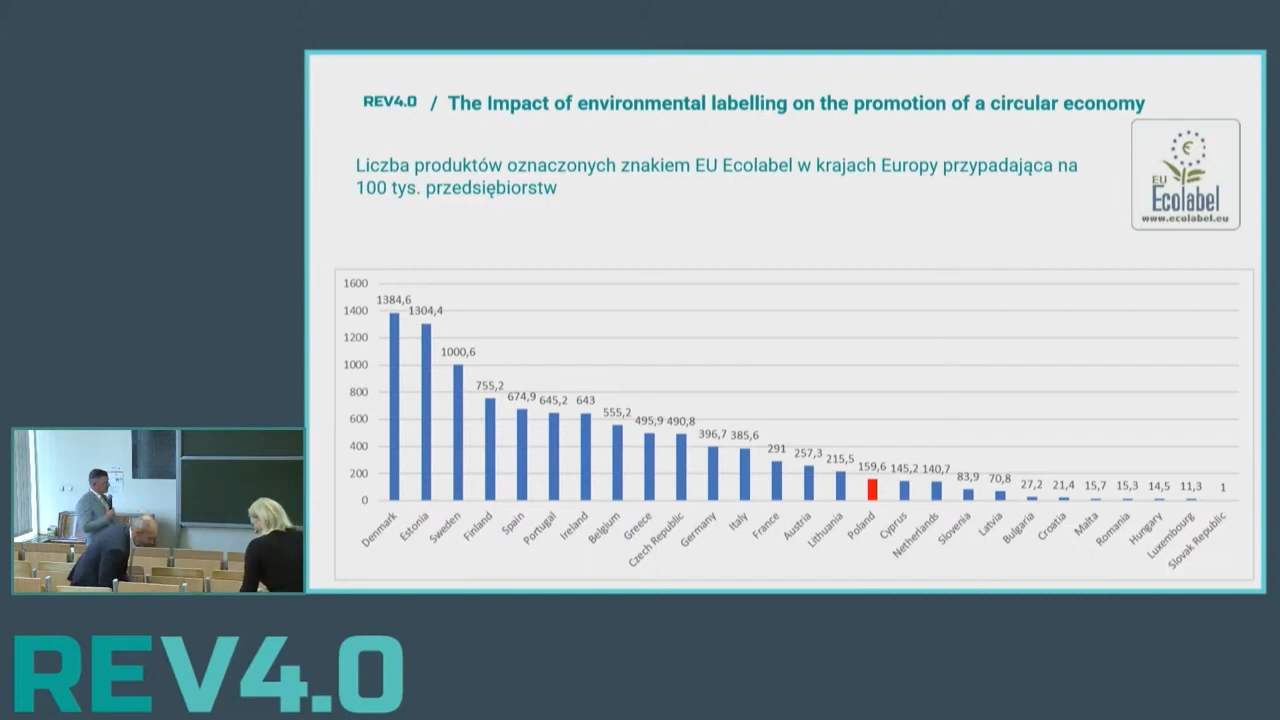 REV4.0 / The Impact of environmental labelling on the promotion of a circular economy
Liczba produktów oznaczonych znakiem EU Ecolabel w krajach Europy przypadająca na
100 tys. przedsiębiorstw
EU
Ecolabel
www.ecolabel.eu
1600
1400
1200
1000
800
600
400
200
0
1384,6
1304,4
1000,6
755,2
674,9
645,2
643
555,2
495,9
490,8
396,7
385,6
291
257,3
215,5
159,6
145,2
140,7
83,9
70,8
27,2
21,4
15,7
15,3
14,5
11,3
1
Denmark
Estonia
Sweden
Finland
Spain
Portugal
Ireland
Belgium
Greece
Czech Republic
Germany
Italy
France
Austria
Lithuania
Poland
Cyprus
Netherlands
Slovenia
Latvia
Bulgaria
Croatia
Malta
Romania
Hungary
Luxembourg
Slovak Republic
REV4.0